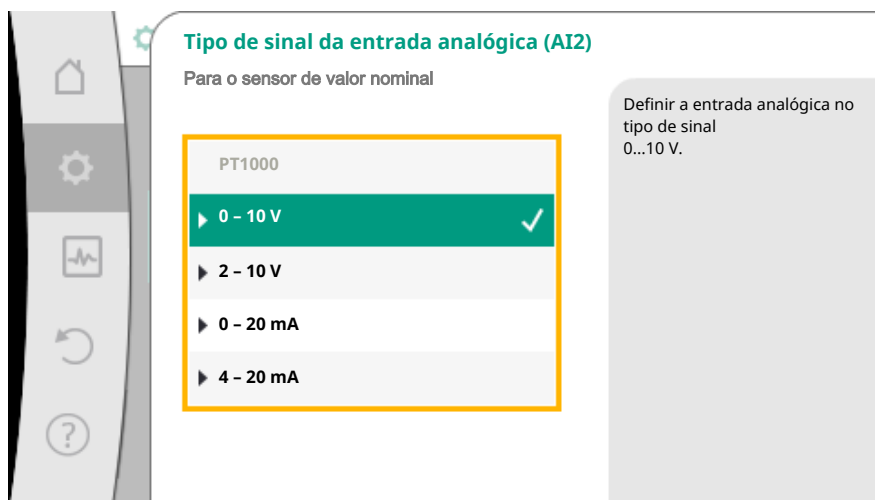 Tipo de sinal da entrada analógica (AI2)
Para o sensor de valor nominal
PT1000
0 – 10 V
2 – 10 V
0 – 20 mA
4 – 20 mA
Definir a entrada analógica no
tipo de sinal
0...10 V.
?